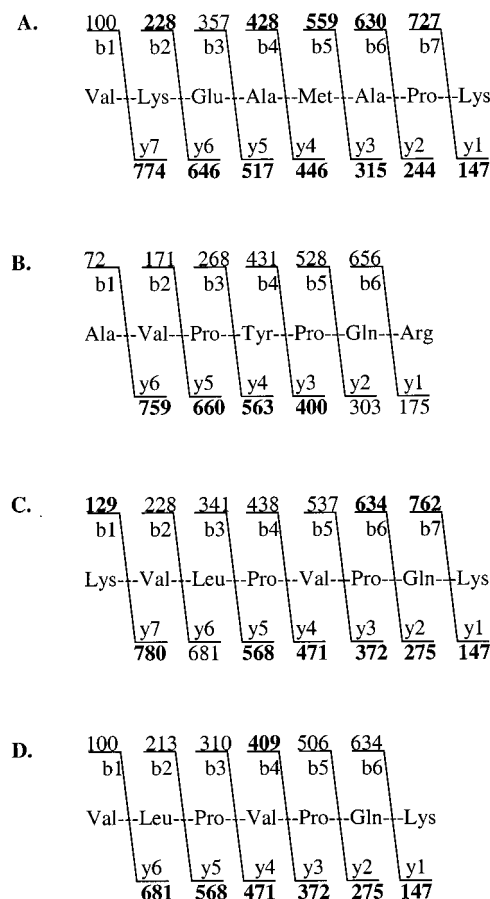 A. 100 228 357 428 559 630 727
b1 b2 b3 b4 b5 b6 b7
Val---Lys---Glu---Ala---Met---Ala---Pro---Lys
y7 y6 y5 y4 y3 y2 y1
774 646 517 446 315 244 147
B. 72 171 268 431 528 656
b1 b2 b3 b4 b5 b6
Ala---Val---Pro---Tyr---Pro---Gln---Arg
y6 y5 y4 y3 y2 y1
759 660 563 400 303 175
C. 129 228 341 438 537 634 762
b1 b2 b3 b4 b5 b6 b7
Lys---Val---Leu---Pro---Val---Pro---Gln---Lys
y7 y6 y5 y4 y3 y2 y1
780 681 568 471 372 275 147
D. 100 213 310 409 506 634
b1 b2 b3 b4 b5 b6
Val---Leu---Pro---Val---Pro---Gln---Lys
y6 y5 y4 y3 y2 y1
681 568 471 372 275 147